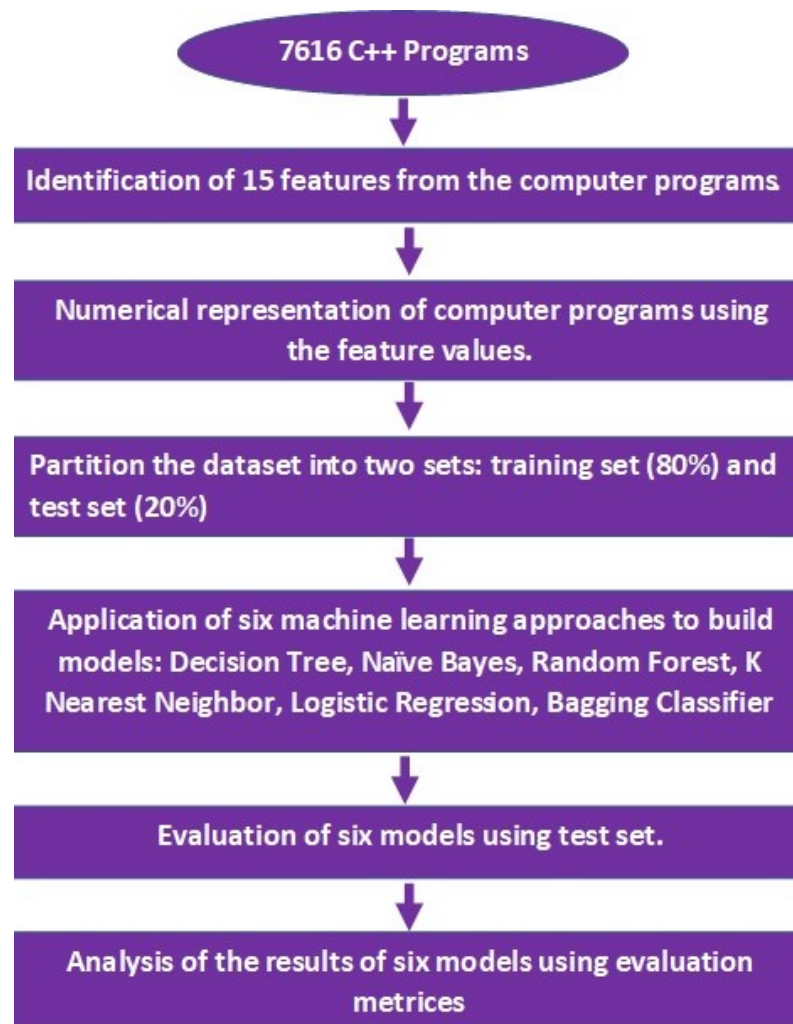 7616 C++ Programs
Identification of 15 features from the computer programs.
Numerical representation of computer programs using
the feature values.
Partition the dataset into two sets: training set (80%) and
test set (20%)
Application of six machine learning approaches to build
models: Decision Tree, Naïve Bayes, Random Forest, K
Nearest Neighbor, Logistic Regression, Bagging Classifier
Evaluation of six models using test set.
Analysis of the results of six models using evaluation
metrices